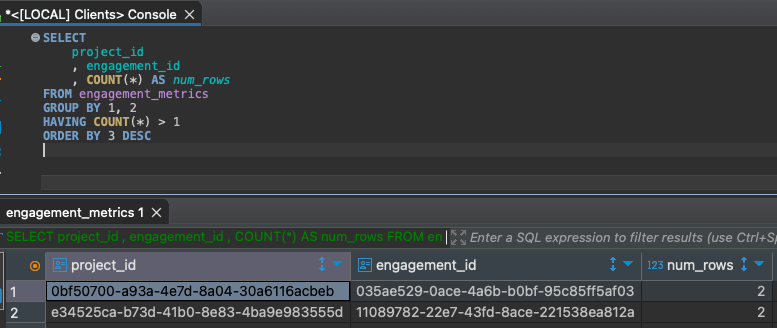 *<[LOCAL] Clients> Console
SELECT
project_id
, engagement_id
, COUNT(*) AS num_rows
FROM engagement_metrics
GROUP BY 1, 2
HAVING COUNT(*) > 1
ORDER BY 3 DESC
engagement_metrics 1
SELECT project_id , engagement_id , COUNT(*) AS num_rows FROM en Enter a SQL expression to filter results (use Ctrl+Sp
project_id engagement_id 123 num_rows
1 0bf50700-a93a-4e7d-8a04-30a6116acbeb 035ae529-0ace-4a6b-b0bf-95c85ff5af03 2
2 e34525ca-b73d-41b0-8e83-4ba9e983555d 11089782-22e7-43fd-8ace-221538ea812a 2